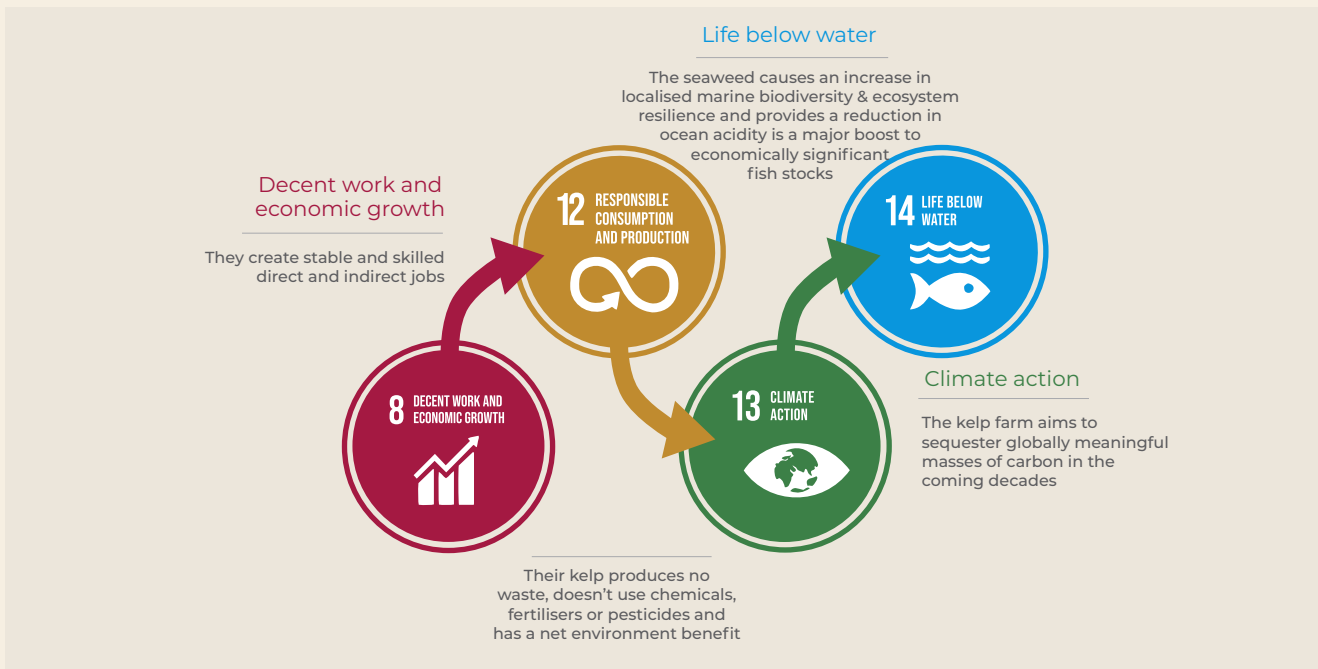 Life below water
The seaweed causes an increase in
localised marine biodiversity & ecosystem
resilience and provides a reduction in
ocean acidity is a major boost to
economically significant
fish stocks
Decent work and
economic growth
They create stable and skilled
direct and indirect jobs
12 RESPONSIBLE
CONSUMPTION
AND PRODUCTION
14 LIFE BELOW
WATER
8 DECENT WORK AND
ECONOMIC GROWTH
13 CLIMATE
ACTION
Climate action
The kelp farm aims to
sequester globally meaningful
masses of carbon in the
coming decades
Their kelp produces no
waste, doesn’t use chemicals,
fertilisers or pesticides and
has a net environment benefit